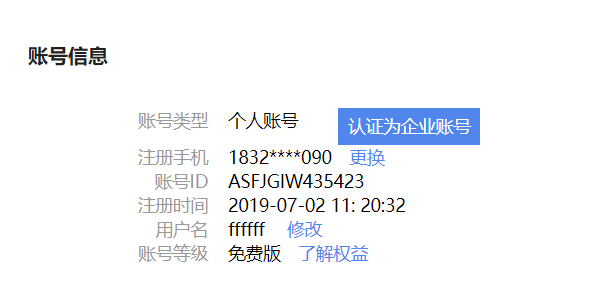 账号信息
账号类型 个人账号 认证为企业账号
注册手机 1832****090 更换
账号ID ASFJGIW435423
注册时间 2019-07-02 11: 20:32
用户名 ffffff 修改
账号等级 免费版 了解权益